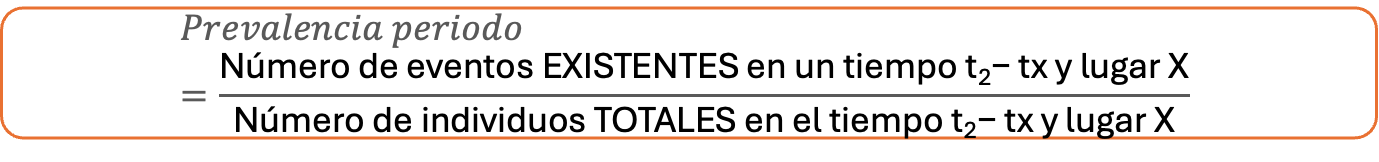 Prevalencia periodo
Número de eventos EXISTENTES en un tiempo t₂– tx y lugar X
=
Número de individuos TOTALES en el tiempo t₂– tx y lugar X